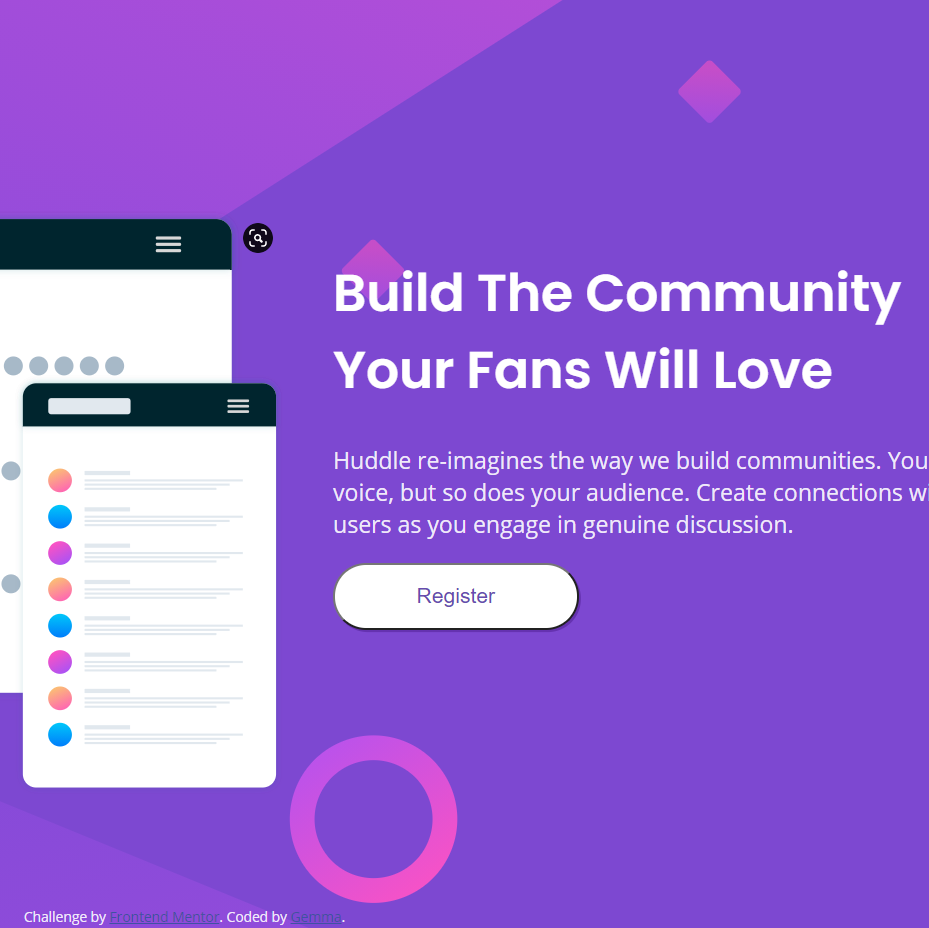 Build The Community
Your Fans Will Love
Huddle re-imagines the way we build communities. You
voice, but so does your audience. Create connections wi
users as you engage in genuine discussion.
Register
Challenge by Frontend Mentor. Coded by Gemma.